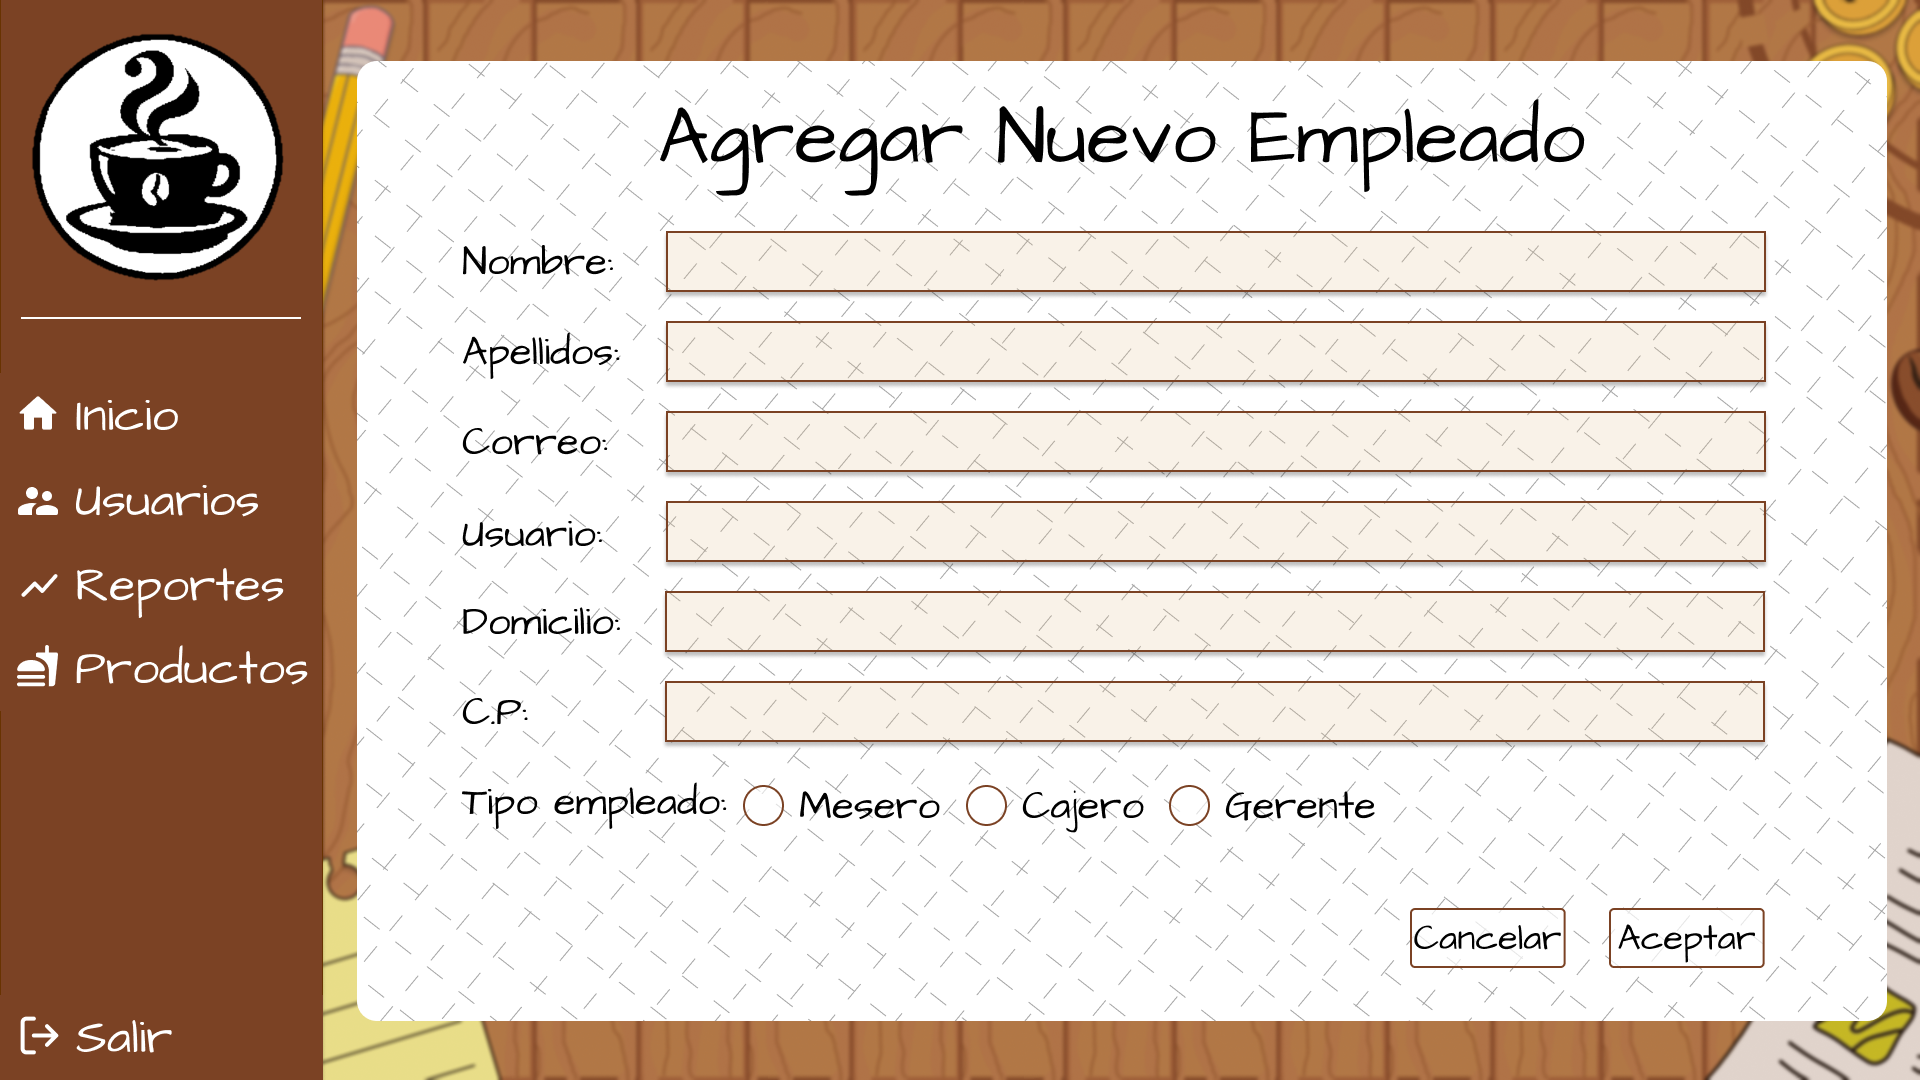 Inicio
Usuarios
Reportes
Productos
Salir
Agregar Nuevo Empleado
Nombre:
Apellidos:
Correo:
Usuario:
Domicilio:
C.P:
Tipo empleado: Mesero Cajero Gerente
Cancelar Aceptar